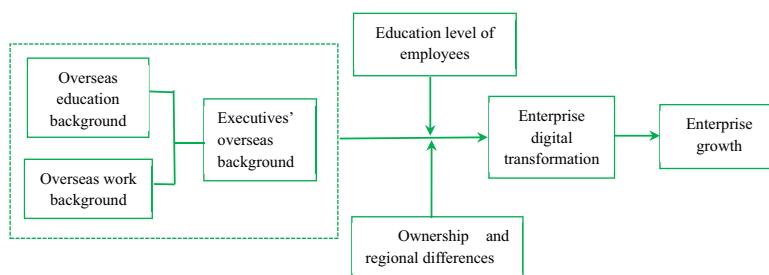 Overseas
education
background
Overseas work
background
Executives'
overseas
background
Education level of
employees
Ownership and
regional differences
Enterprise
digital
transformation
Enterprise
growth